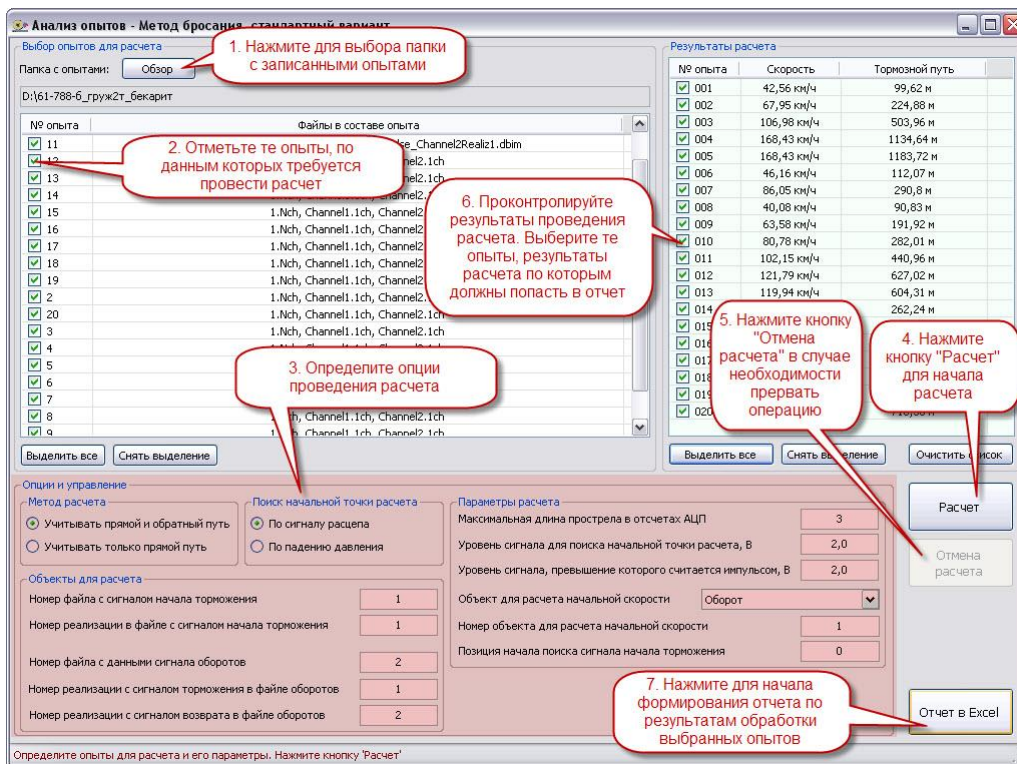 Анализ опытов - Метод бросания, стандартный вариант
Выбор опытов для расчета
Папка с опытами: Обзор
D:\61-788-6_груж2т_бекарит
1. Нажмите для выбора папки
с записанными опытами
№ опыта Файлы в составе опыта
11 se_Channel2Realiz1.dbim
12 nel2.1ch
13 Channel2.1ch
14 Channel2.1ch
15 1.Nch, Channel1.1ch, Channel2
16 1.Nch, Channel1.1ch, Channel2
17 1.Nch, Channel1.1ch, Channel2
18 1.Nch, Channel1.1ch, Channel2
19 1.Nch, Channel1.1ch, Channel2
2 1.Nch, Channel1.1ch, Channel2
20 1.Nch, Channel1.1ch, Channel2.1ch
3 1.Nch, Channel1.1ch, Channel2.1ch
4
5
6
7
8 Channel1.1ch, Channel2.1ch
9 1.Nch, Channel1.1ch, Channel2.1ch
2. Отметьте те опыты, по
данным которых требуется
провести расчет
3. Определите опции
проведения расчета
Выделить все Снять выделение
Результаты расчета
№ опыта Скорость Тормозной путь
001 42,56 км/ч 99,62 м
002 67,95 км/ч 224,88 м
003 106,98 км/ч 503,96 м
004 168,43 км/ч 1134,64 м
005 168,43 км/ч 1183,72 м
006 46,16 км/ч 112,07 м
007 86,05 км/ч 290,8 м
008 40,08 км/ч 90,83 м
009 63,58 км/ч 191,92 м
010 80,78 км/ч 282,01 м
011 102,15 км/ч 440,96 м
012 121,79 км/ч 627,02 м
013 119,94 км/ч 604,31 м
014 262,24 м
015
016
017
018
019
020
6. Проконтропируйте
результаты проведения
расчета. Выберите те
опыты, результаты
расчета по которым
должны попасть в отчет
5. Нажмите кнопку
"Отмена
расчета" в случае
необходимости
прервать
операцию
4. Нажмите
кнопку "Расчет"
для начала
расчета
Выделить все Снять выделение Очистить список
Опции и управление
Метод расчета
Учитывать прямой и обратный путь
Учитывать только прямой путь
Поиск начальной точки расчета
По сигналу расцепа
По падению давления
Объекты для расчета
Номер файла с сигналом начала торможения 1
Номер реализации в файле с сигналом начала торможения 1
Номер файла с данными сигнала оборотов 2
Номер реализации с сигналом торможения в файле оборотов 1
Номер реализации с сигналом возврата в файле оборотов 2
Параметры расчета
Максимальная длина прострела в отсчетах АЦП 3
Уровень сигнала для поиска начальной точки расчета, В 2,0
Уровень сигнала, превышение которого считается импульсом, В 2,0
Объект для расчета начальной скорости Оборот
Номер объекта для расчета начальной скорости 1
Позиция начала поиска сигнала начала торможения 0
Расчет
Отмена
расчета
7. Нажмите для начала
формирования отчета по
результатам обработки
выбранных опытов
Отчет в Excel
Определите опыты для расчета и его параметры. Нажмите кнопку 'Расчет'